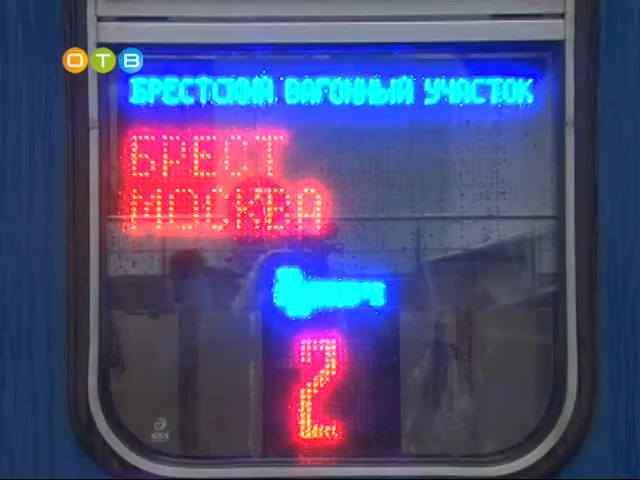 ОТВ
БРЕСТСКИЙ ВАГОННЫЙ УЧАСТОК
БРЕСТ
МОСКВА
2